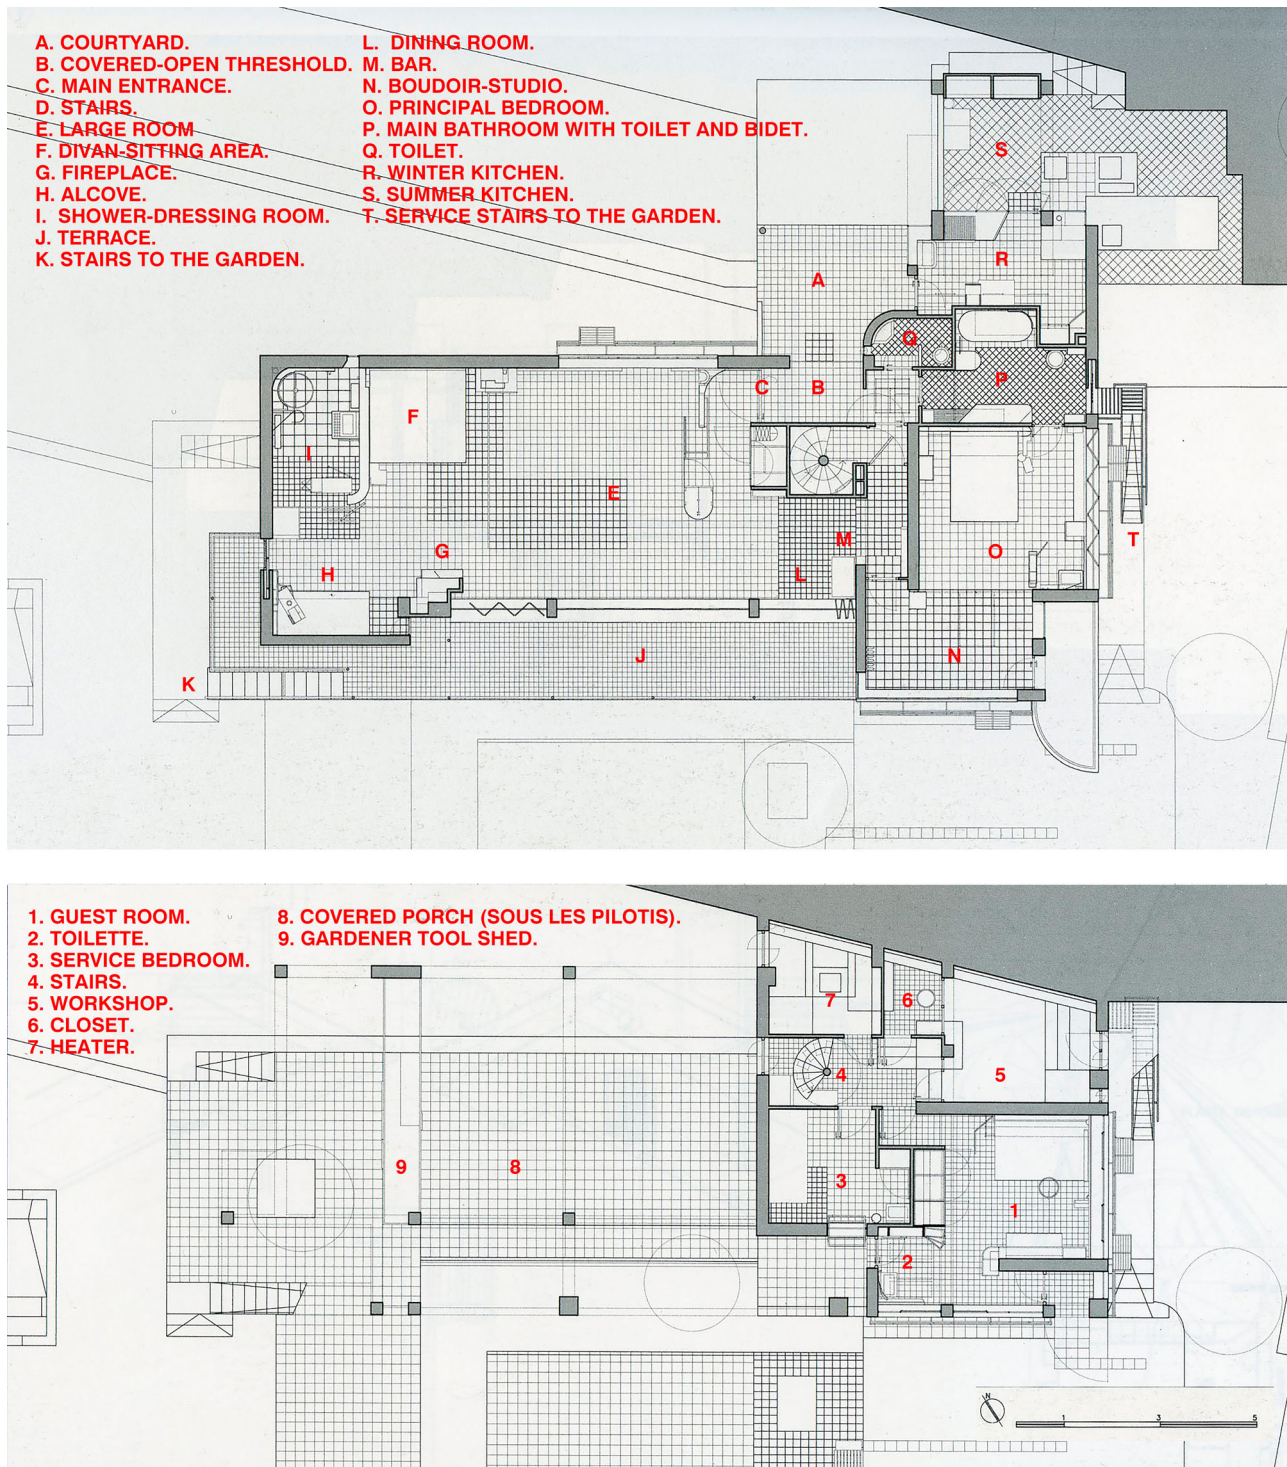 A. COURTYARD.
B. COVERED-OPEN THRESHOLD.
C. MAIN ENTRANCE.
D. STAIRS.
E. LARGE ROOM
F. DIVAN-SITTING AREA.
G. FIREPLACE.
H. ALCOVE.
I. SHOWER-DRESSING ROOM.
J. TERRACE.
K. STAIRS TO THE GARDEN.
L. DINING ROOM.
M. BAR.
N. BOUDOIR-STUDIO.
O. PRINCIPAL BEDROOM.
P. MAIN BATHROOM WITH TOILET AND BIDET.
Q. TOILET.
R. WINTER KITCHEN.
S. SUMMER KITCHEN.
T. SERVICE STAIRS TO THE GARDEN.
S
R
A
Q
P
C
B
F
I
E
M
T
G
O
H
L
J
N
K
1. GUEST ROOM.
2. TOILETTE.
3. SERVICE BEDROOM.
4. STAIRS.
5. WORKSHOP.
6. CLOSET.
7. HEATER.
8. COVERED PORCH (SOUS LES PILOTIS).
9. GARDENER TOOL SHED.
7
6
4
5
9
8
3
1
2
N
1
3
5